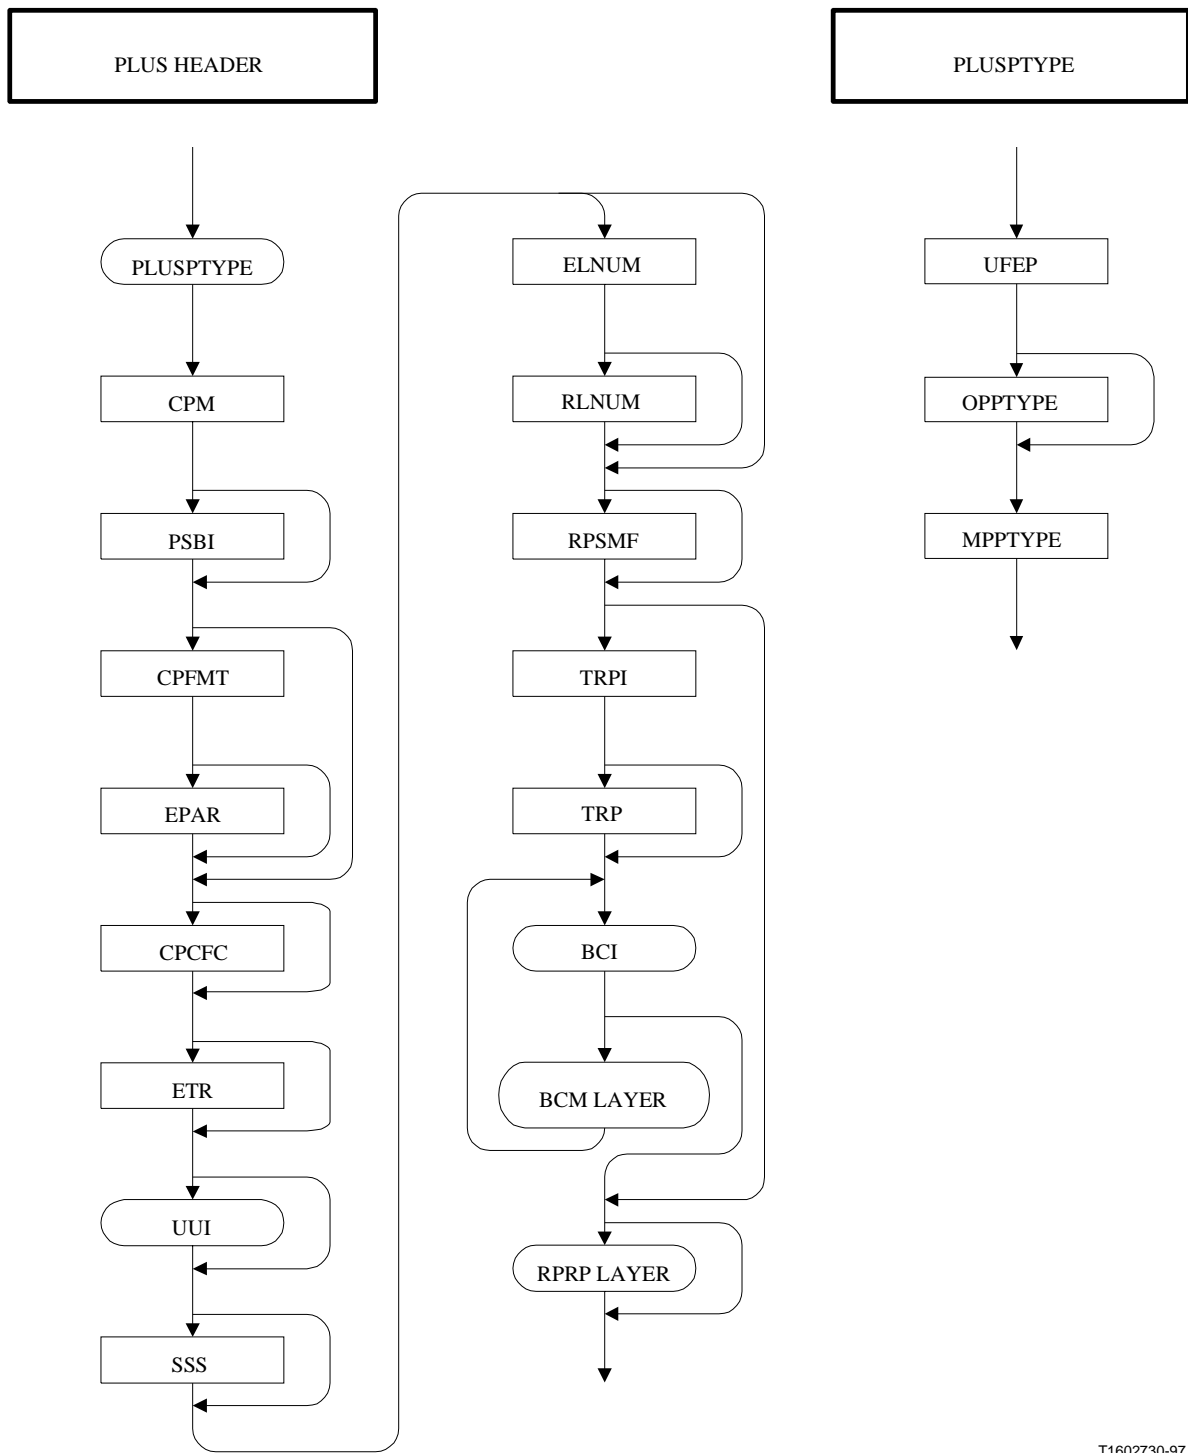 PLUS HEADER
PLUSPTYPE
CPM
PSBI
CPFMT
EPAR
CPCFC
ETR
UUI
SSS
ELNUM
RLNUM
RPSMF
TRPI
TRP
BCI
BCM LAYER
RPRP LAYER
PLUSPTYPE
UFEP
OPPTYPE
MPPTYPE
T1602730-97